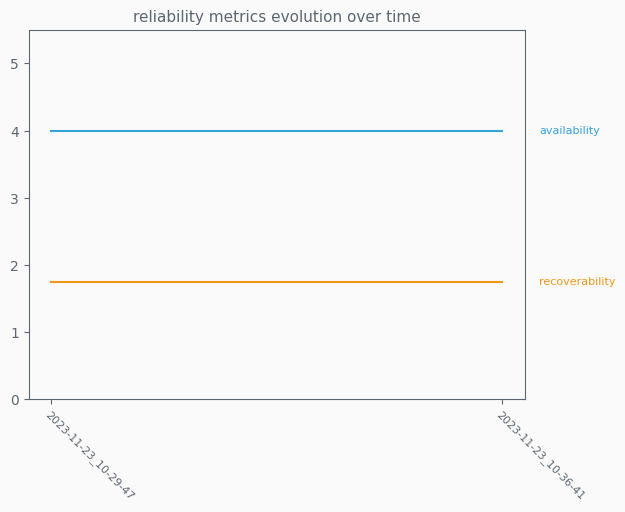 reliability metrics evolution over time
5
4
3
2
1
0
availability
recoverability
2023-11-23_10-29-47
2023-11-23_10-36-41